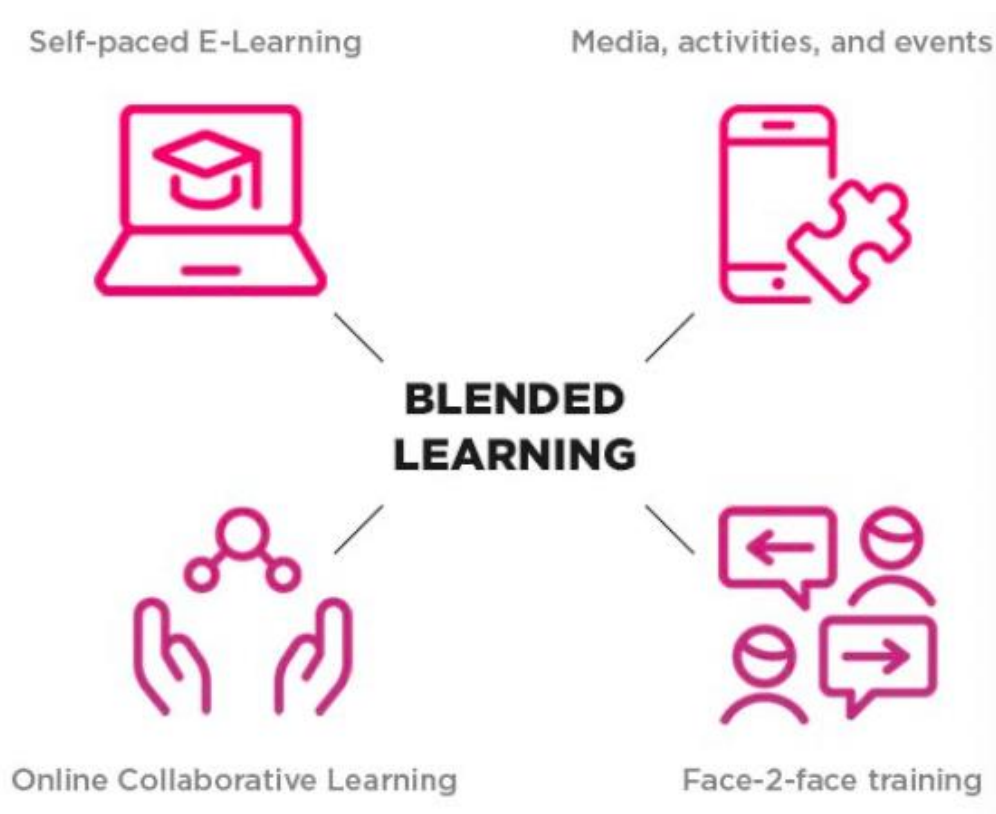 Self-paced E-Learning
Media, activities, and events
BLENDED
LEARNING
Online Collaborative Learning
Face-2-face training